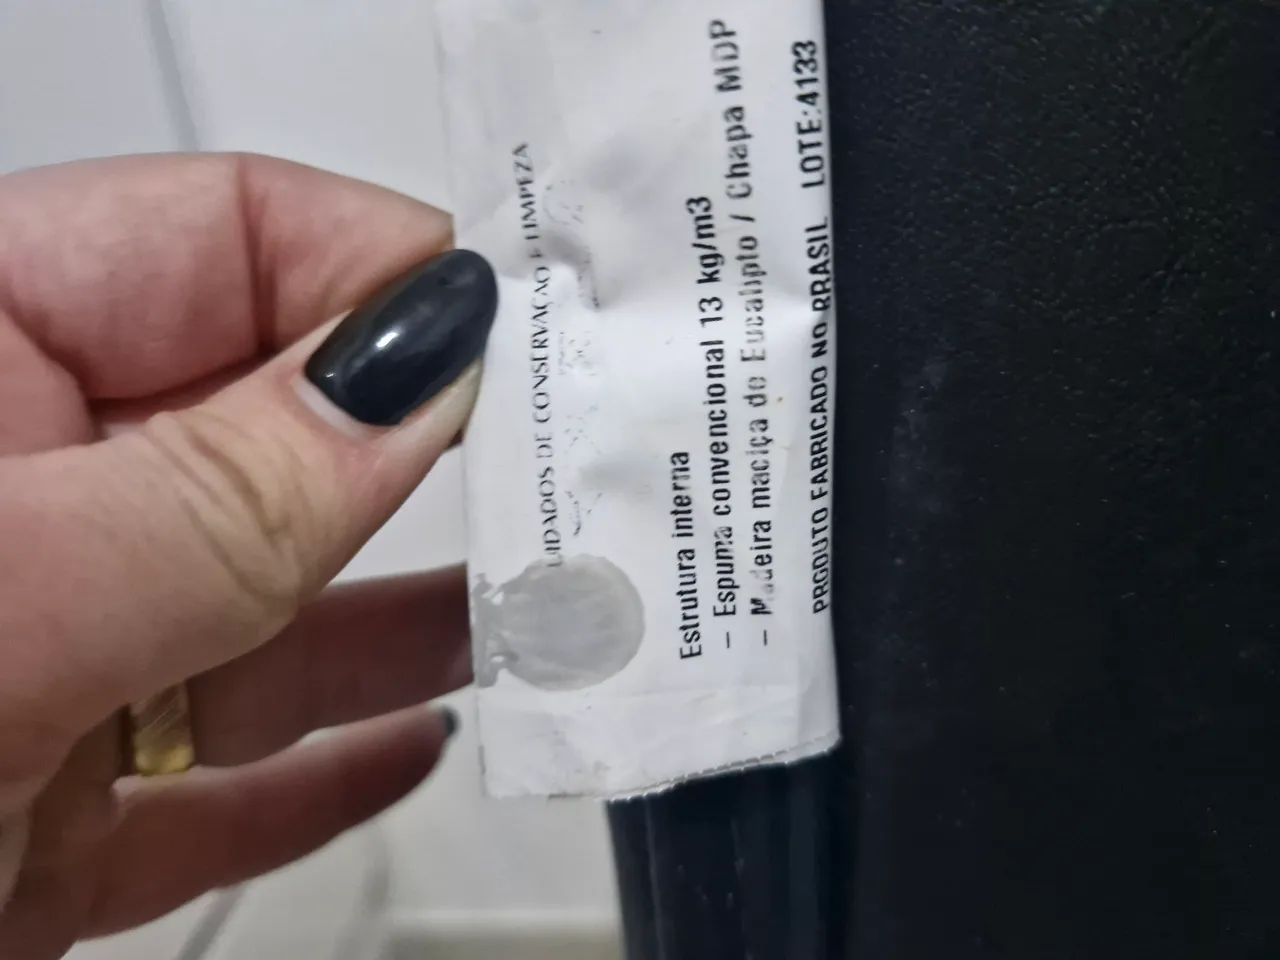 UIDADOS DE CONSERVAÇÃO E LIMPEZA
Estrutura interna
– Espuma convencional 13 kg/m3
– Madeira maciça de Eucalipto / Chapa MDP
PRODUTO FABRICADO NO BRASIL LOTE:4133